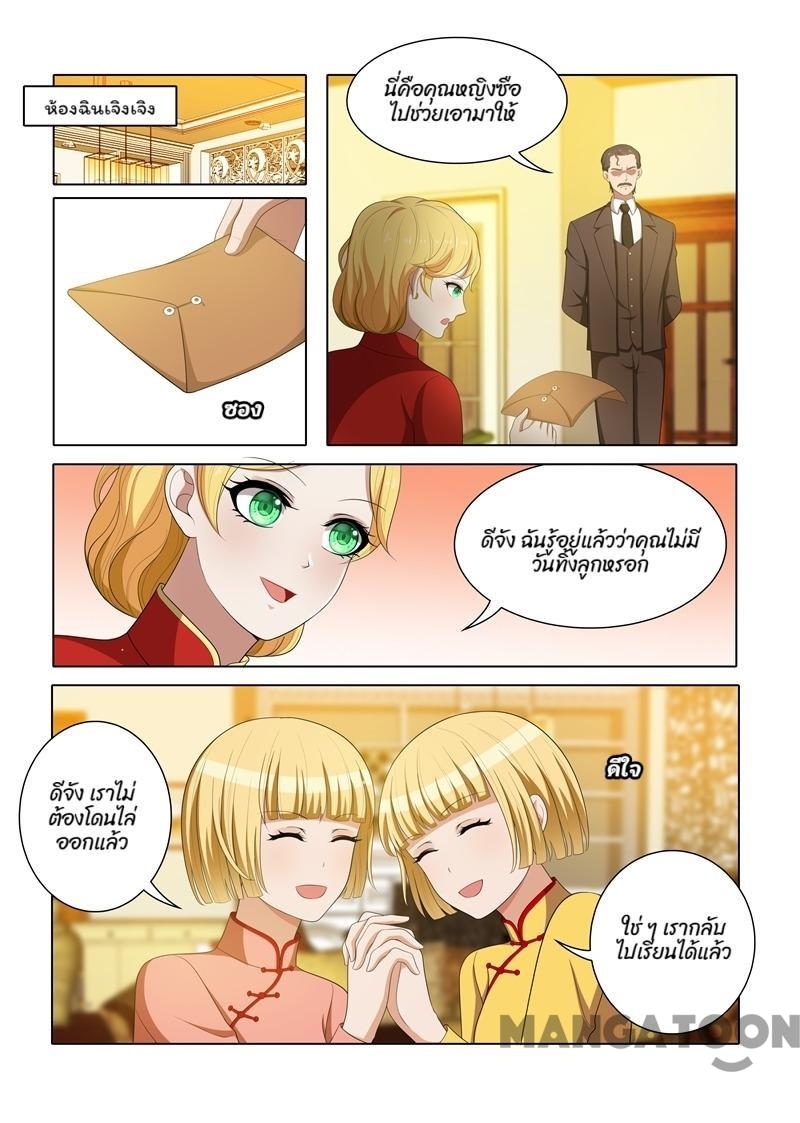 ห้องฉินเจิงเจิง
นี่คือคุณหญิงซือ
ไปช่วยเอามาให้
ซอง
ดีจัง ฉันรู้อยู่แล้วว่าคุณไม่มี
วันทิ้งลูกหรอก
ดีจัง เราไม่
ต้องโดนไล่
ออกแล้ว
ดีใจ
ใช่ ๆ เรากลับ
ไปเรียนได้แล้ว
MANGATOON